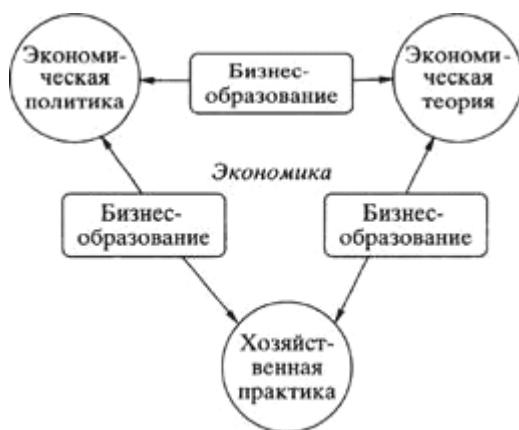 Экономи-
ческая
политика
Бизнес-
образование
Экономи-
ческая
теория
Экономика
Бизнес-
образование
Бизнес-
образование
Хозяйст-
венная
практика